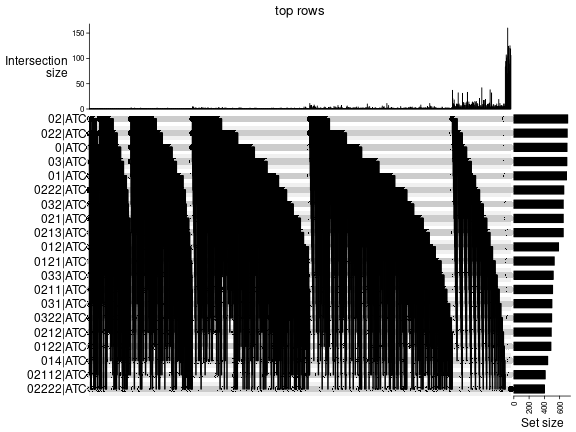 top rows
150
100
50
0
Intersection
size
02|ATC
022|ATC
0|ATC
03|ATC
01|ATC
0222|ATC
032|ATC
021|ATC
0213|ATC
012|ATC
0121|ATC
033|ATC
0211|ATC
031|ATC
0322|ATC
0212|ATC
0122|ATC
014|ATC
02112|ATC
02222|ATC
0
200
400
600
Set size